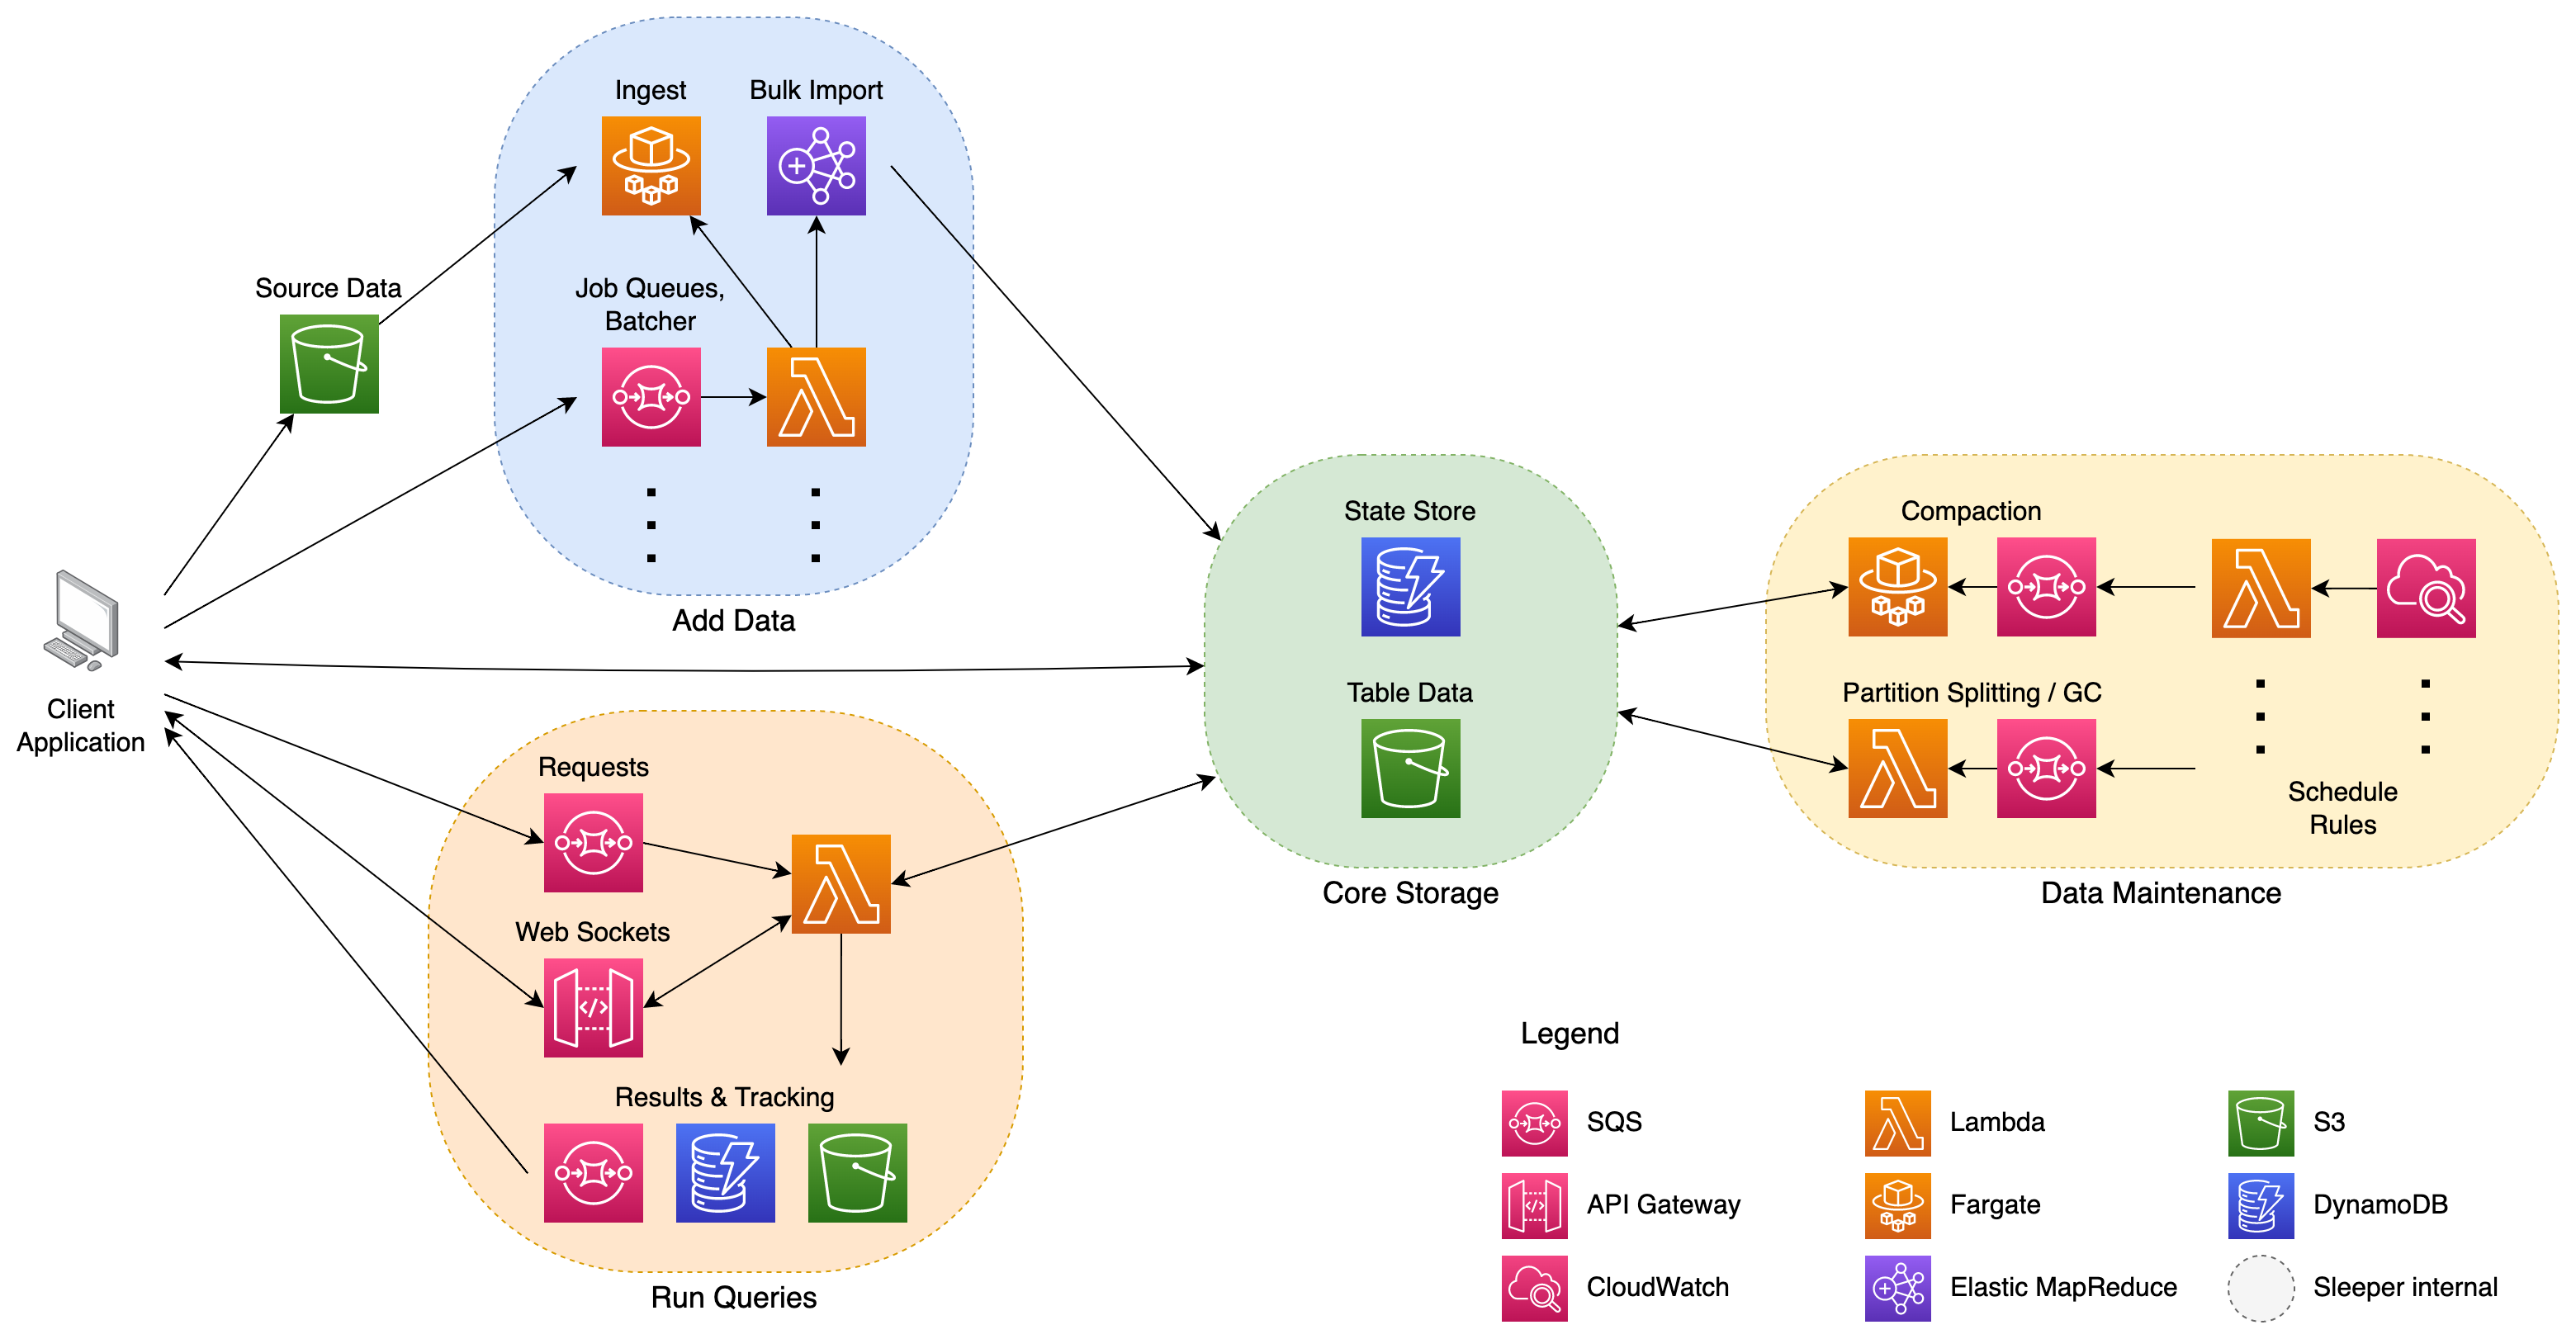 Ingest
Bulk Import
Source Data
Job Queues,
Batcher
Add Data
Client
Application
State Store
Table Data
Core Storage
Compaction
Partition Splitting / GC
Schedule
Rules
Data Maintenance
Requests
Web Sockets
Results & Tracking
Run Queries
Legend
SQS
Lambda
S3
API Gateway
Fargate
DynamoDB
CloudWatch
Elastic MapReduce
Sleeper internal